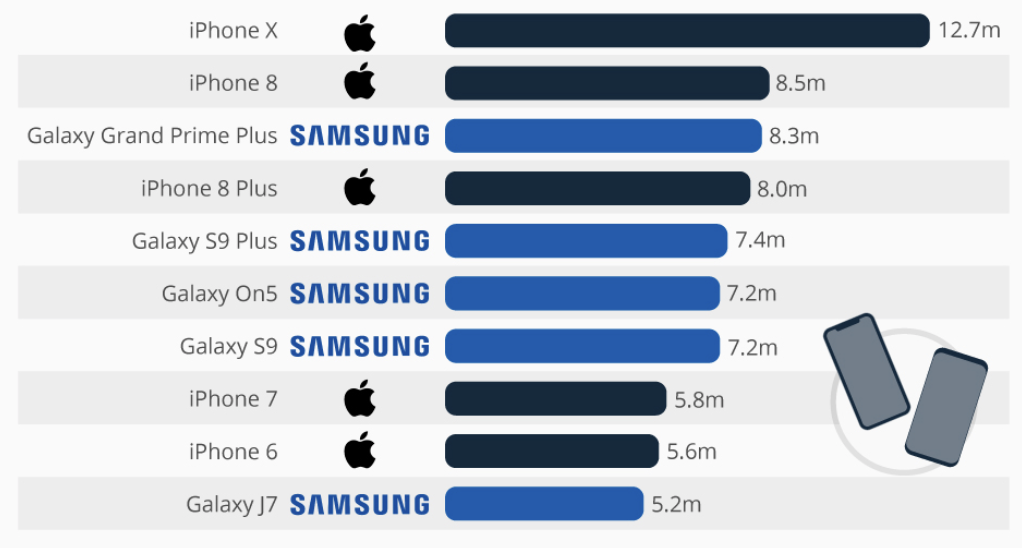 iPhone X 12.7m
iPhone 8 8.5m
Galaxy Grand Prime Plus SAMSUNG 8.3m
iPhone 8 Plus 8.0m
Galaxy S9 Plus SAMSUNG 7.4m
Galaxy On5 SAMSUNG 7.2m
Galaxy S9 SAMSUNG 7.2m
iPhone 7 5.8m
iPhone 6 5.6m
Galaxy J7 SAMSUNG 5.2m